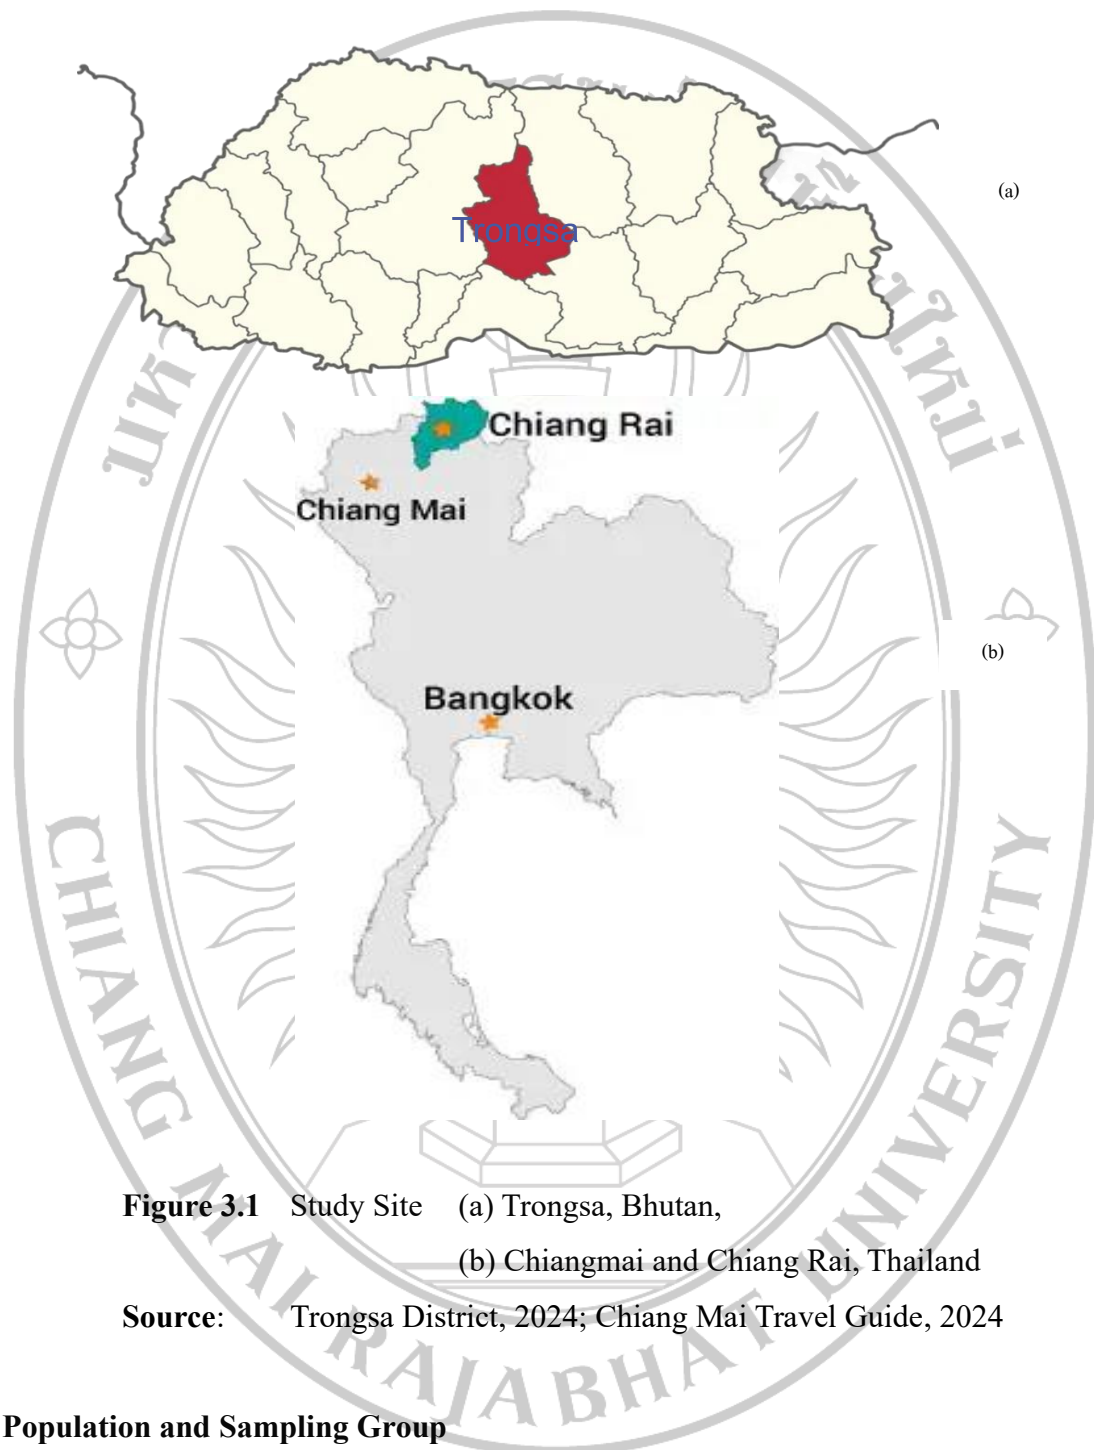 (a)
Trongsa
Chiang Rai
Chiang Mai
(b)
Bangkok
Figure 3.1 Study Site (a) Trongsa, Bhutan,
(b) Chiangmai and Chiang Rai, Thailand
Source: Trongsa District, 2024; Chiang Mai Travel Guide, 2024
Population and Sampling Group
CHIANG MAI RAJABHAT UNIVERSITY